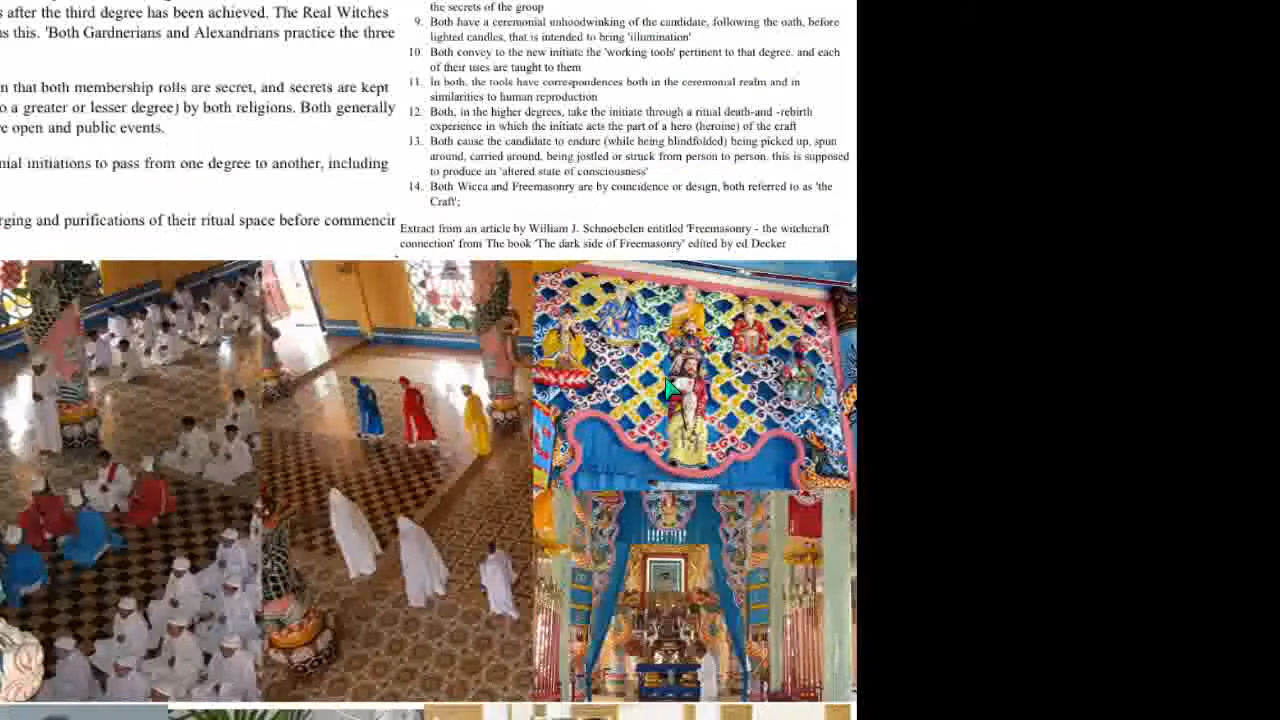 s after the third degree has been achieved. The Real Witches
as this. 'Both Gardnerians and Alexandrians practice the three
n that both membership rolls are secret, and secrets are kept
o a greater or lesser degree) by both religions. Both generally
e open and public events.
nial initiations to pass from one degree to another, including
rging and purifications of their ritual space before commencin
the secrets of the group
9. Both have a ceremonial unhoodwinking of the candidate, following the oath, before
lighted candles, that is intended to bring 'illumination'
10. Both convey to the new initiate the 'working tools' pertinent to that degree. and each
of their uses are taught to them
11. In both, the tools have correspondences both in the ceremonial realm and in
similarities to human reproduction
12. Both, in the higher degrees, take the initiate through a ritual death-and -rebirth
experience in which the initiate acts the part of a hero (heroine) of the craft
13. Both cause the candidate to endure (while being blindfolded) being picked up, spun
around, carried around, being jostled or struck from person to person. this is supposed
to produce an 'altered state of consciousness'
14. Both Wicca and Freemasonry are by coincidence or design, both referred to as 'the
Craft';
Extract from an article by William J. Schnoebelen entitled 'Freemasonry - the witchcraft
connection' from The book 'The dark side of Freemasonry' edited by ed Decker